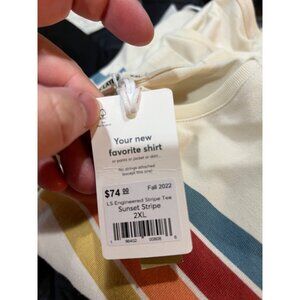 Your new
favorite shirt
or pants or jacket or skirt...
No strings attached
(except this one!)
$74.00
Fall 2022
LS Engineered Stripe Tee
Sunset Stripe
2XL